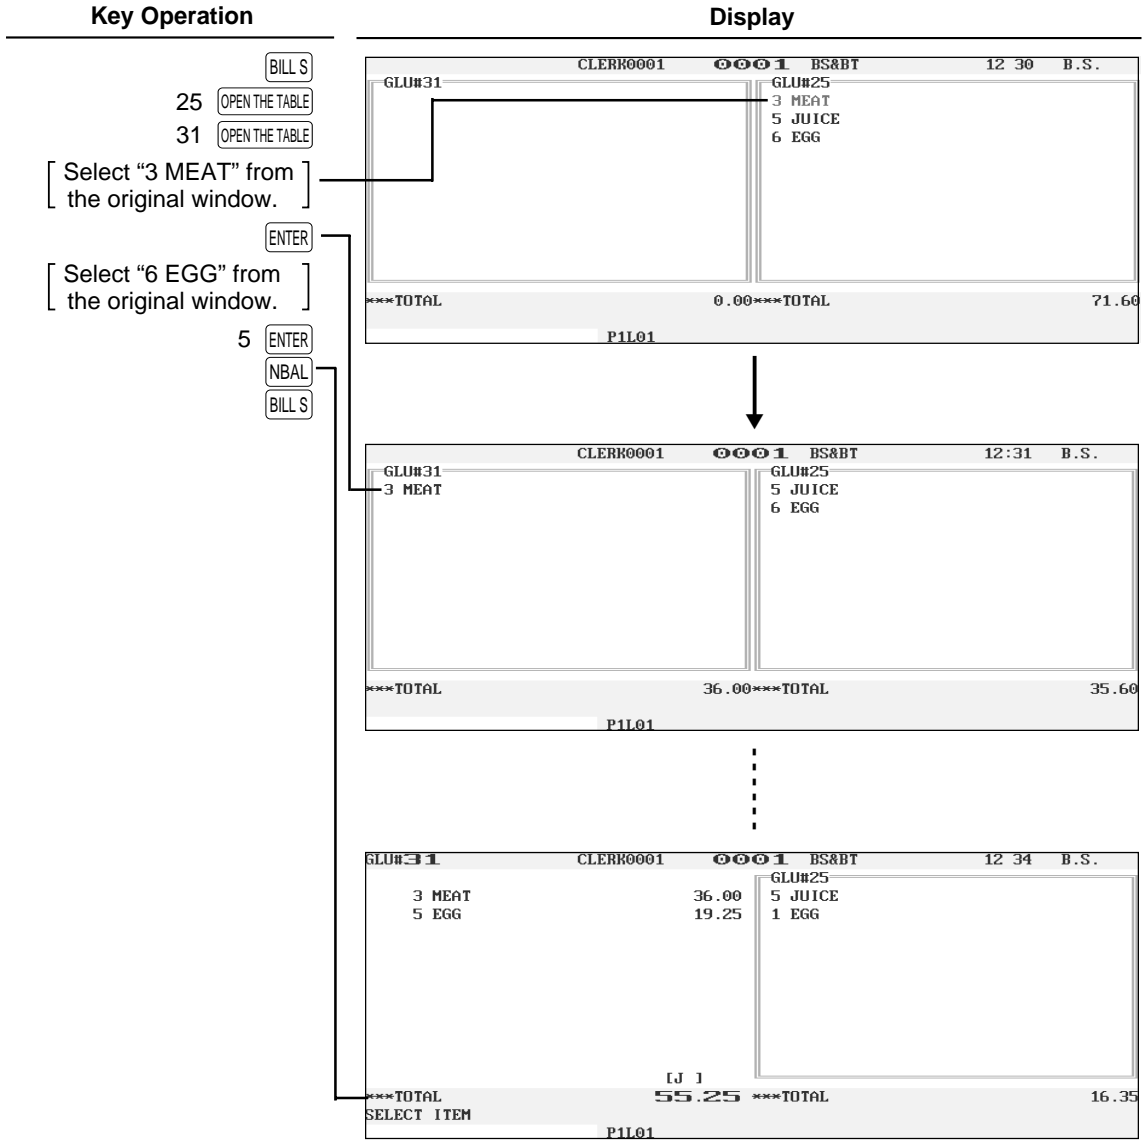 Key Operation
Display
BILL S
25 OPEN THE TABLE
31 OPEN THE TABLE
Select “3 MEAT” from
the original window.
ENTER
Select “6 EGG” from
the original window.
5 ENTER
NBAL
BILL S
CLERK0001 0001 BS&BT 12 30 B.S.
GLU#31 GLU#25
3 MEAT
5 JUICE
6 EGG
***TOTAL 0.00***TOTAL 71.60
P1L01
CLERK0001 0001 BS&BT 12:31 B.S.
GLU#31 GLU#25
3 MEAT 5 JUICE
6 EGG
***TOTAL 36.00***TOTAL 35.60
P1L01
GLU#31 CLERK0001 0001 BS&BT 12 34 B.S.
GLU#25
3 MEAT 36.00 5 JUICE
5 EGG 19.25 1 EGG
[J ]
***TOTAL 55.25 ***TOTAL 16.35
SELECT ITEM
P1L01